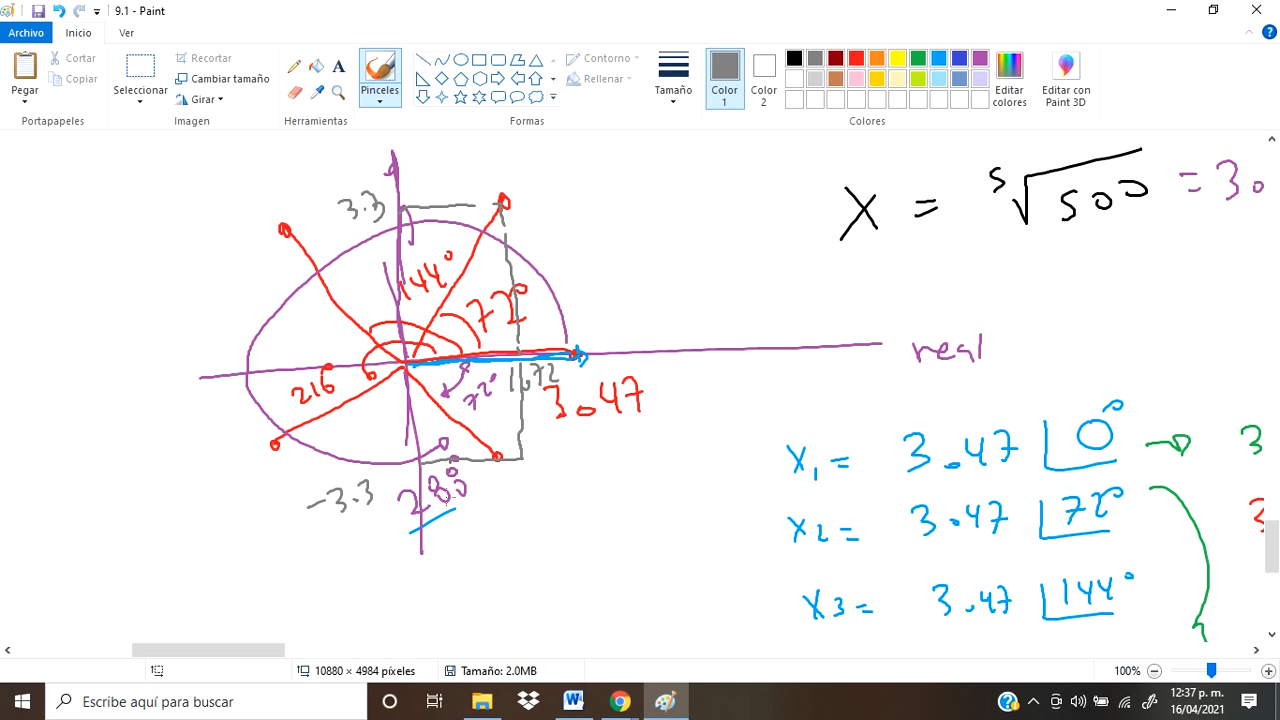 9.1 - Paint
Archivo Inicio Ver
Pegar
Cortar
Copiar
Portapapeles
Seleccionar
Recortar
Cambiar tamaño
Girar
Imagen
A
Herramientas
Pinceles
Contorno
Rellenar
Formas
Tamaño
Color 1
Color 2
Editar colores
Editar con Paint 3D
Colores
3.3
144°
72°
216
72°
1.72
3.47
-3.3
real
X = ⁵√500 = 3.
X₁ = 3.47 ∠0° → 3
X₂ = 3.47 ∠72°
X₃ = 3.47 ∠144°
10880 × 4984 píxeles
Tamaño: 2.0MB
100%
Escribe aquí para buscar
12:37 p. m.
16/04/2021